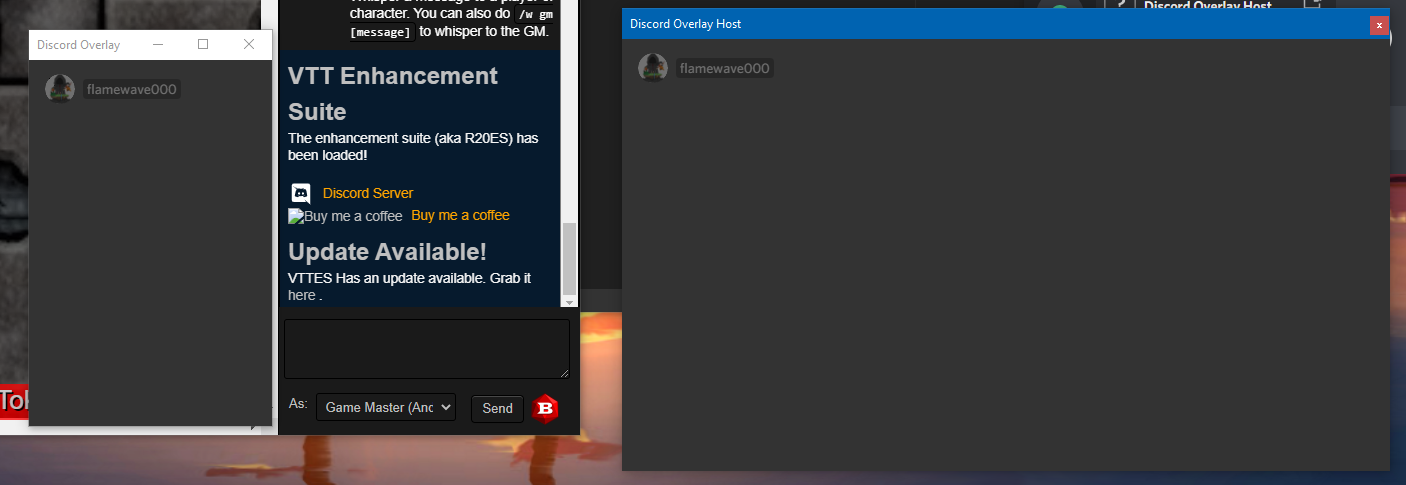 Discord Overlay
flamewave000
character. You can also do /w gm
[message] to whisper to the GM.
VTT Enhancement
Suite
The enhancement suite (aka R20ES) has
been loaded!
Discord Server
Buy me a coffee Buy me a coffee
Update Available!
VTTES Has an update available. Grab it
here .
As: Game Master (Anc Send
B
Tok
Discord Overlay Host
Discord Overlay Host
x
flamewave000